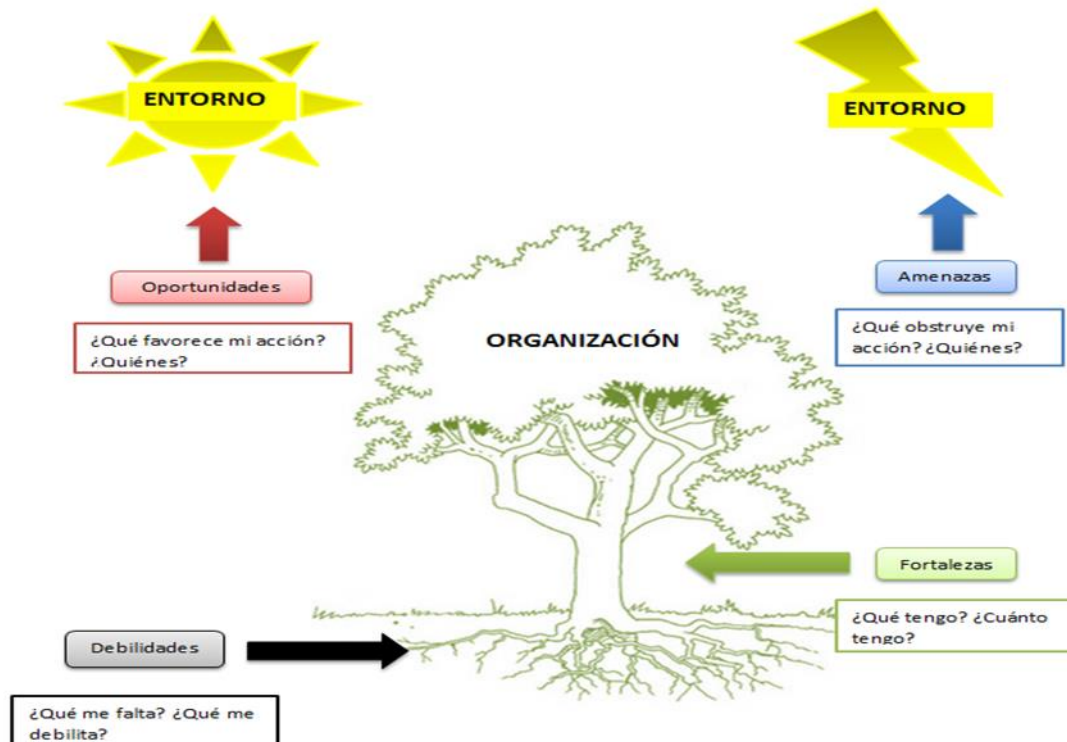 ENTORNO
ENTORNO
Oportunidades
Amenazas
¿Qué favorece mi acción?
¿Quiénes?
¿Qué obstruye mi
acción? ¿Quiénes?
ORGANIZACIÓN
Fortalezas
¿Qué tengo? ¿Cuánto
tengo?
Debilidades
¿Qué me falta? ¿Qué me
debilita?